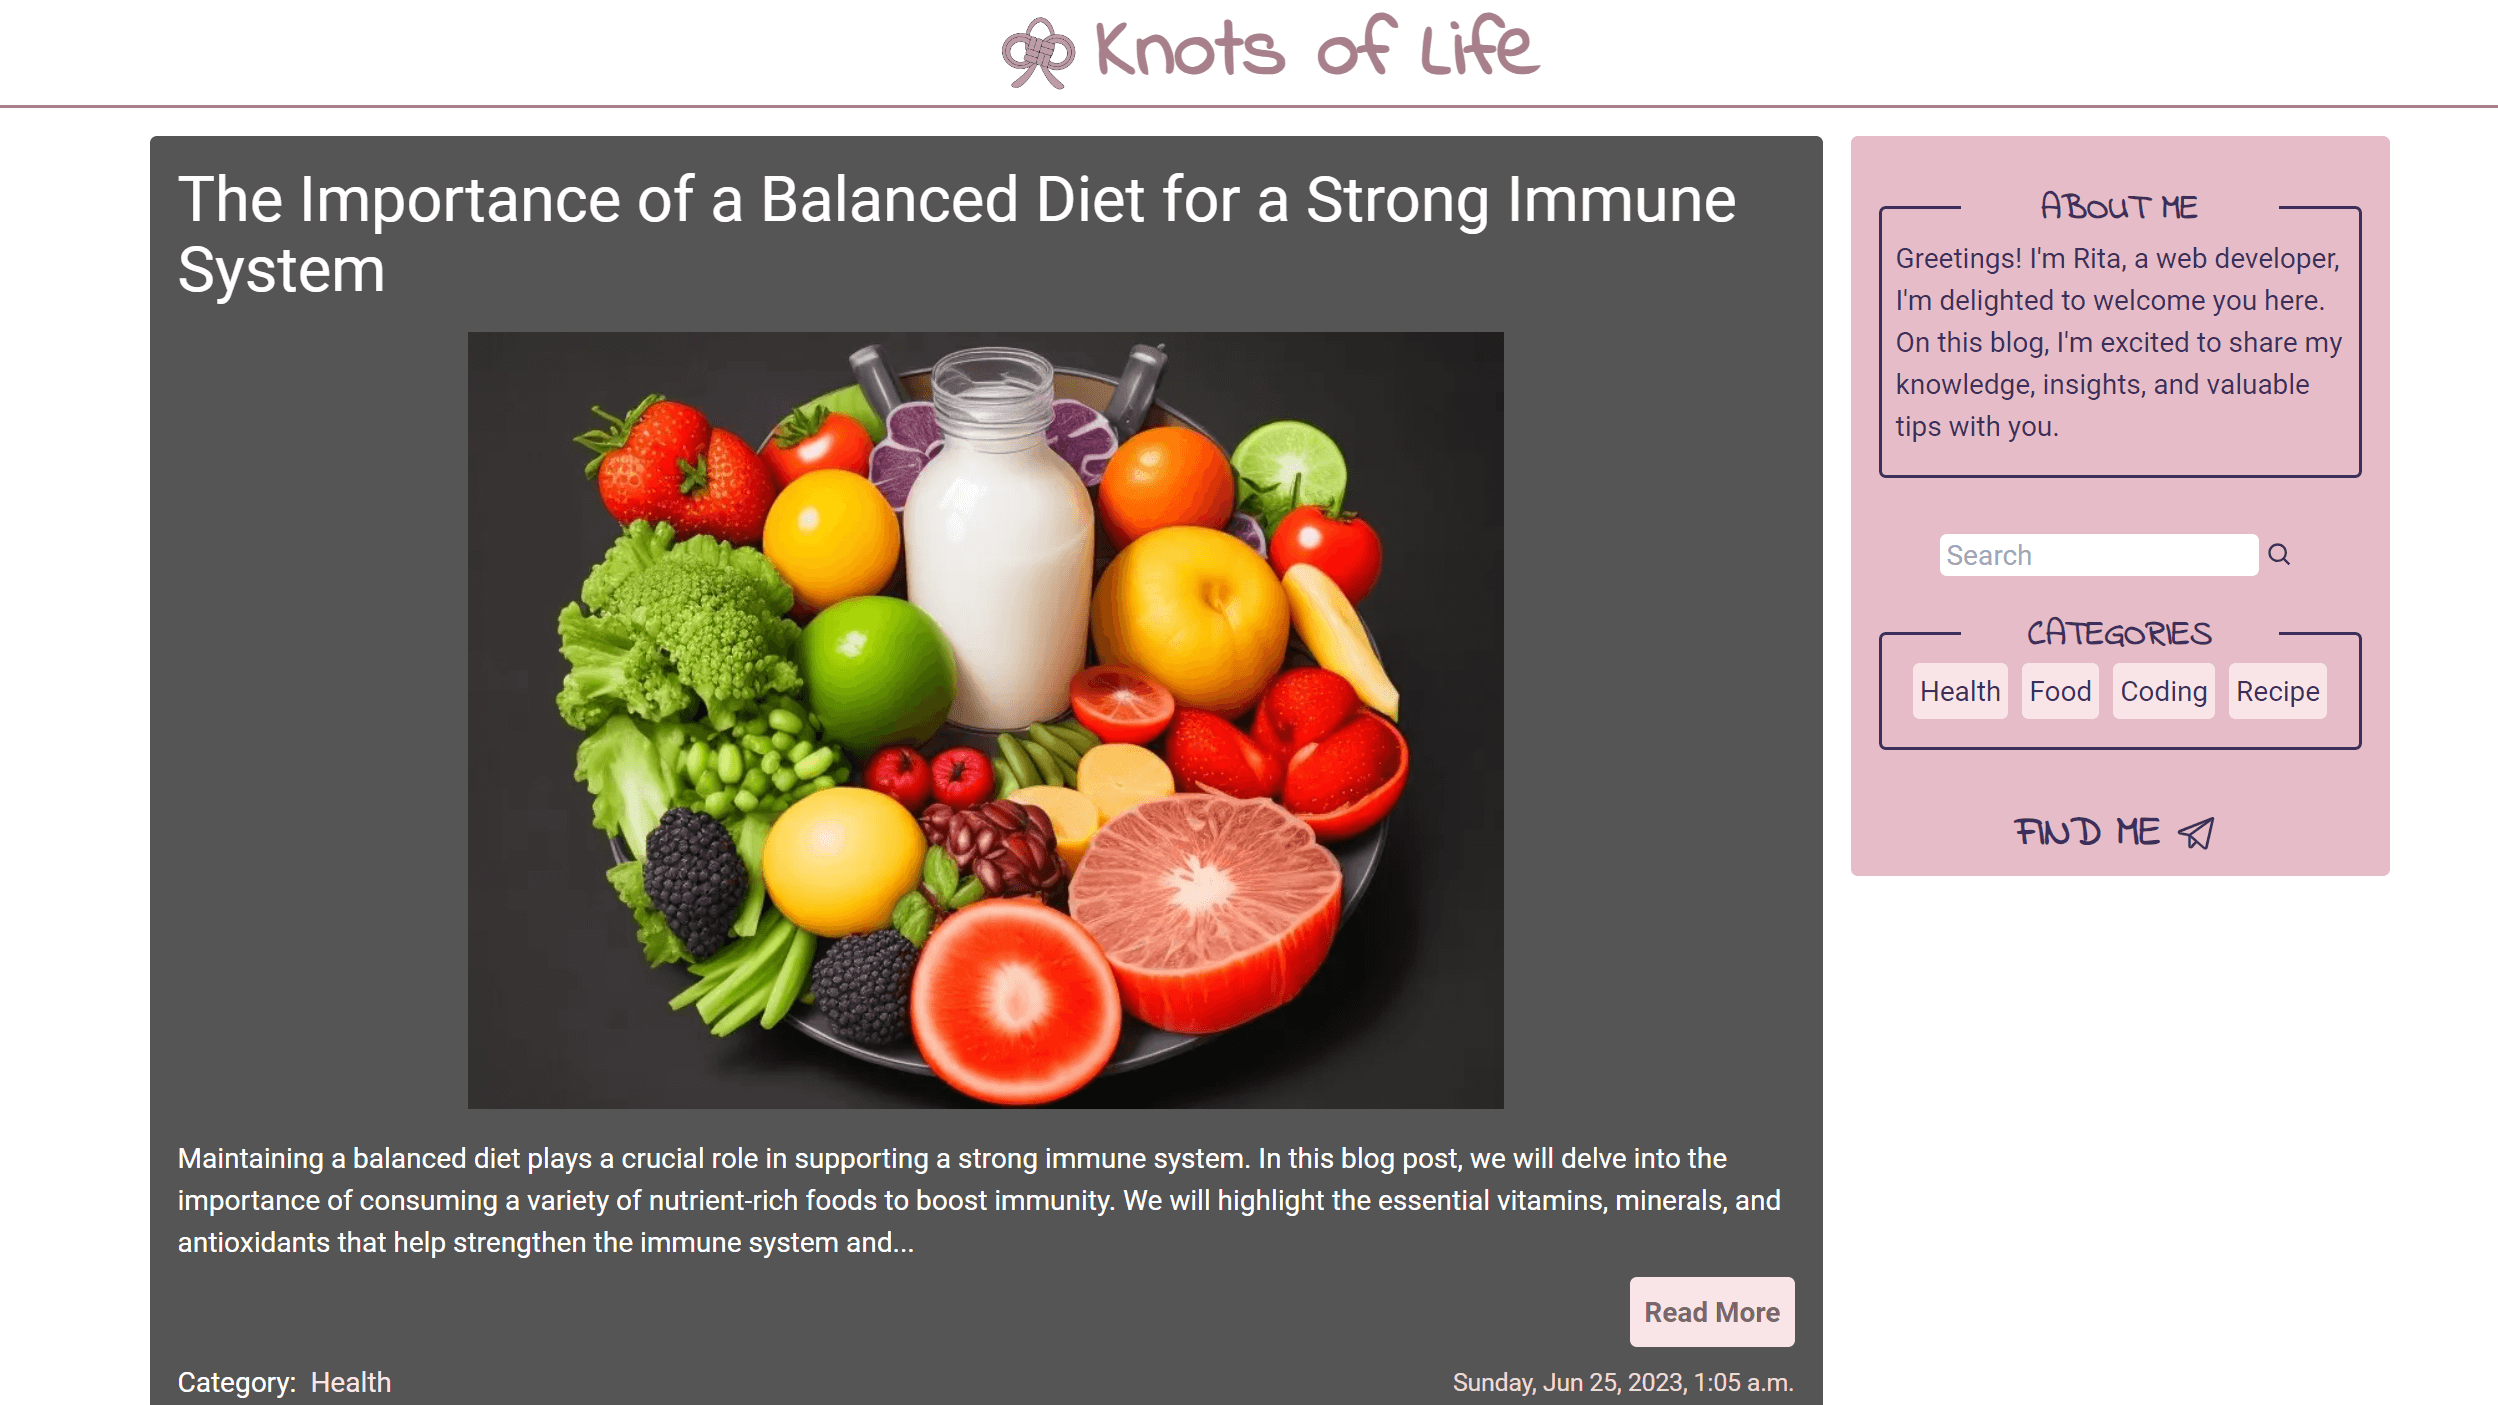 Knots of Life
The Importance of a Balanced Diet for a Strong Immune
System
Maintaining a balanced diet plays a crucial role in supporting a strong immune system. In this blog post, we will delve into the
importance of consuming a variety of nutrient-rich foods to boost immunity. We will highlight the essential vitamins, minerals, and
antioxidants that help strengthen the immune system and...
Read More
Category: Health
Sunday, Jun 25, 2023, 1:05 a.m.
ABOUT ME
Greetings! I'm Rita, a web developer,
I'm delighted to welcome you here.
On this blog, I'm excited to share my
knowledge, insights, and valuable
tips with you.
Search
CATEGORIES
Health Food Coding Recipe
FIND ME